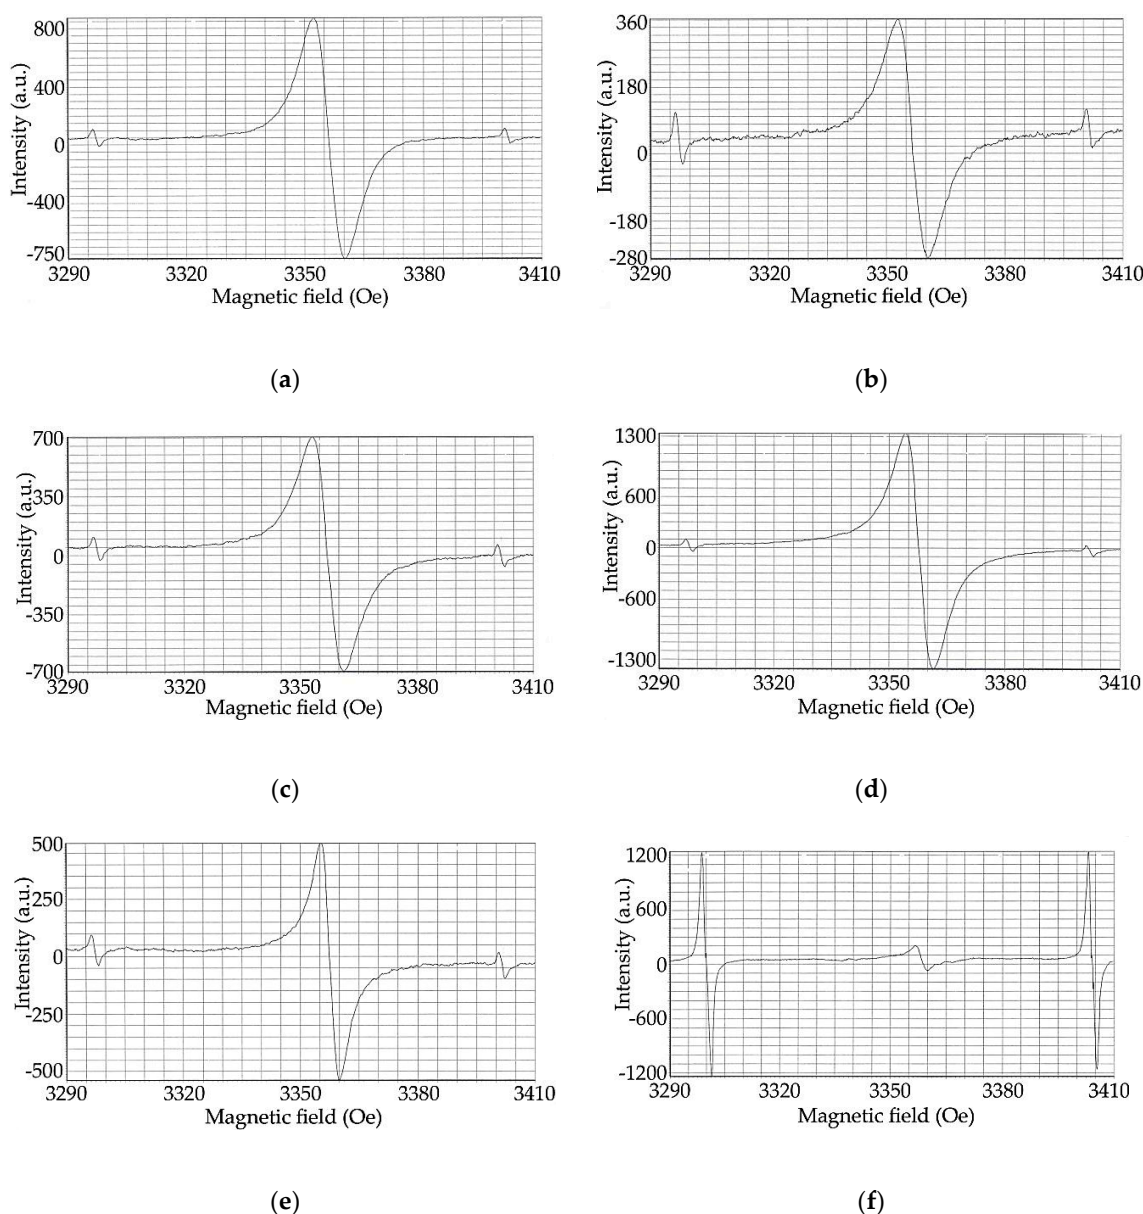 800
400
0
-400
-750
Intensity (a.u.)
3290 3320 3350 3380 3410
Magnetic field (Oe)
(a)
360
180
0
-180
-280
Intensity (a.u.)
3290 3320 3350 3380 3410
Magnetic field (Oe)
(b)
700
350
0
-350
-700
Intensity (a.u.)
3290 3320 3350 3380 3410
Magnetic field (Oe)
(c)
1300
600
0
-600
-1300
Intensity (a.u.)
3290 3320 3350 3380 3410
Magnetic field (Oe)
(d)
500
250
0
-250
-500
Intensity (a.u.)
3290 3320 3350 3380 3410
Magnetic field (Oe)
(e)
1200
600
0
-600
-1200
Intensity (a.u.)
3290 3320 3350 3380 3410
Magnetic field (Oe)
(f)